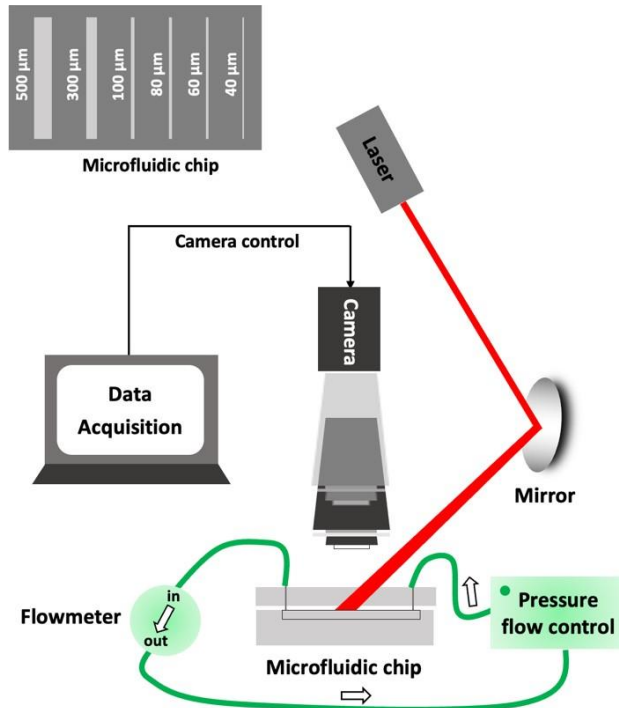 500 µm
300 µm
100 µm
80 µm
60 µm
40 µm
Microfluidic chip
Laser
Camera control
Camera
Data
Acquisition
Mirror
in
Flowmeter
out
Pressure
flow control
Microfluidic chip